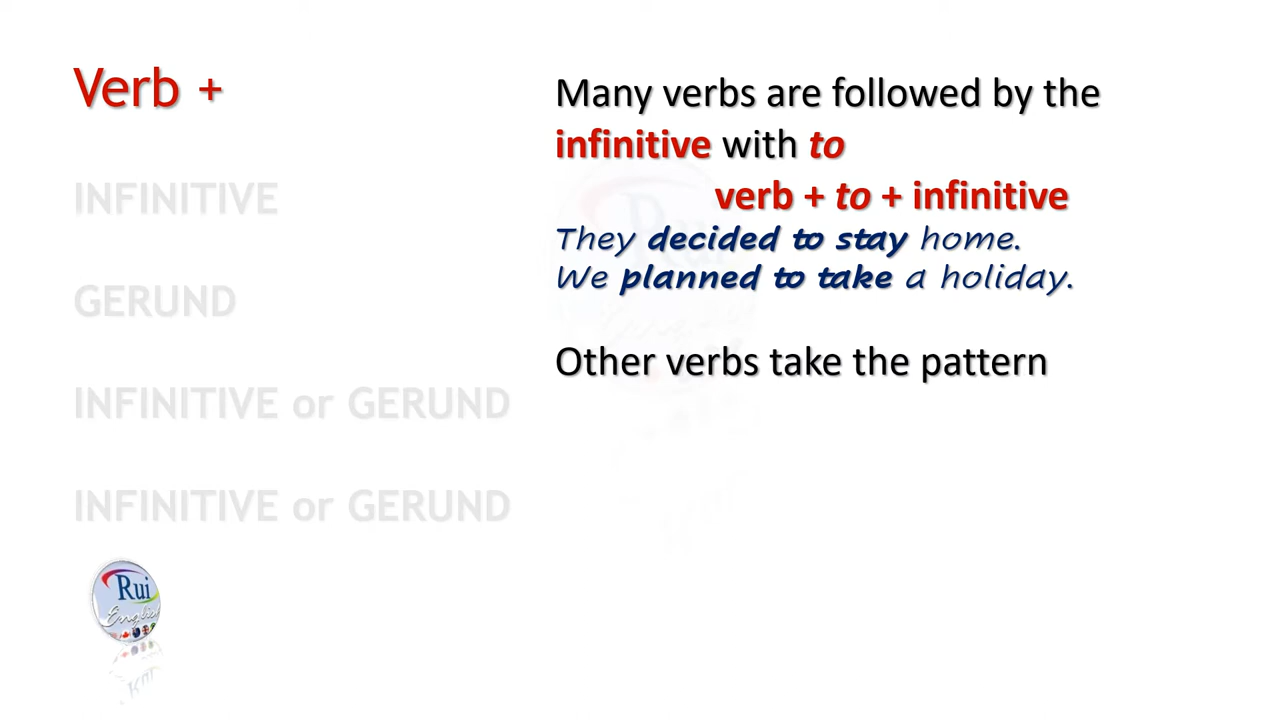 Verb +
INFINITIVE
GERUND
INFINITIVE or GERUND
INFINITIVE or GERUND
Many verbs are followed by the
infinitive with to
verb + to + infinitive
They decided to stay home.
We planned to take a holiday.
Other verbs take the pattern
Rui
English